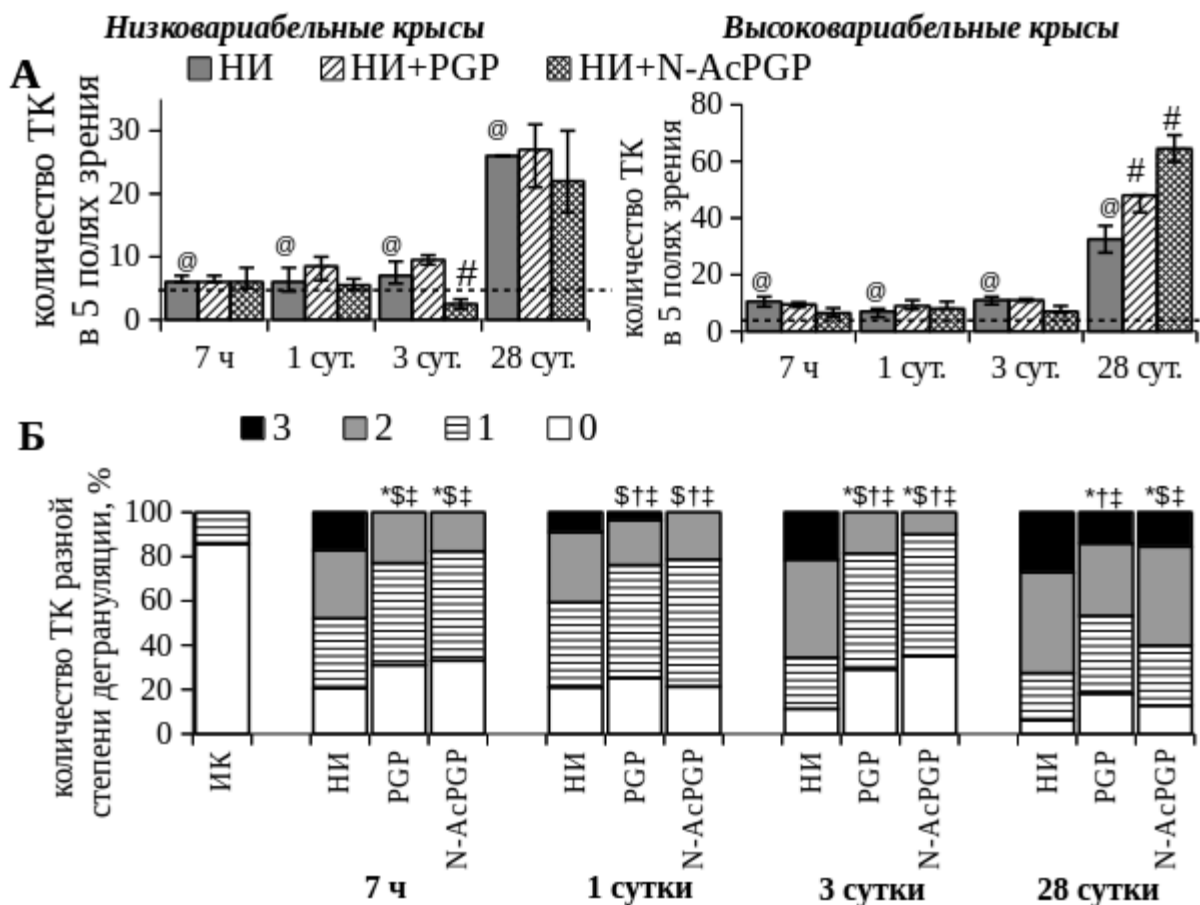 Низковариабельные крысы
Высоковариабельные крысы
А
НИ
НИ+PGP
НИ+N-AcPGP
количество ТК
в 5 полях зрения
30
20
10
0
@
@
@
#
@
7 ч
1 сут.
3 сут.
28 сут.
количество ТК
в 5 полях зрения
80
60
40
20
0
@
@
@
@
#
#
7 ч
1 сут.
3 сут.
28 сут.
Б
3
2
1
0
количество ТК разной
степени дегрануляции, %
100
80
60
40
20
0
*$‡
*$‡
$†‡
$†‡
*$†‡
*$†‡
*†‡
*$‡
ИК
НИ
PGP
N-AcPGP
НИ
PGP
N-AcPGP
НИ
PGP
N-AcPGP
НИ
PGP
N-AcPGP
7 ч
1 сутки
3 сутки
28 сутки